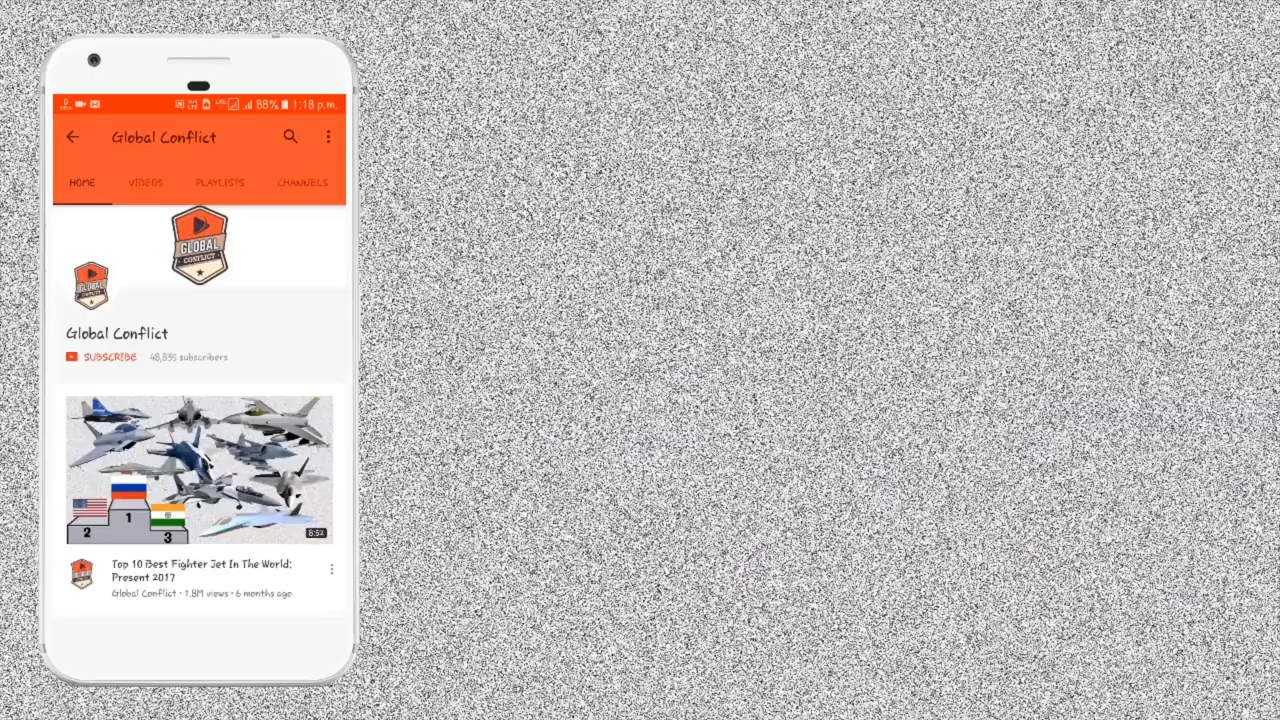 88% 1:18 p.m.
Global Conflict
HOME VIDEOS PLAYLISTS CHANNELS
GLOBAL
CONFLICT
GLOBAL
CONFLICT
Global Conflict
SUBSCRIBE 48,835 subscribers
2 1 3
8:52
Top 10 Best Fighter Jet In The World:
Present 2017
Global Conflict • 1.8M views • 6 months ago